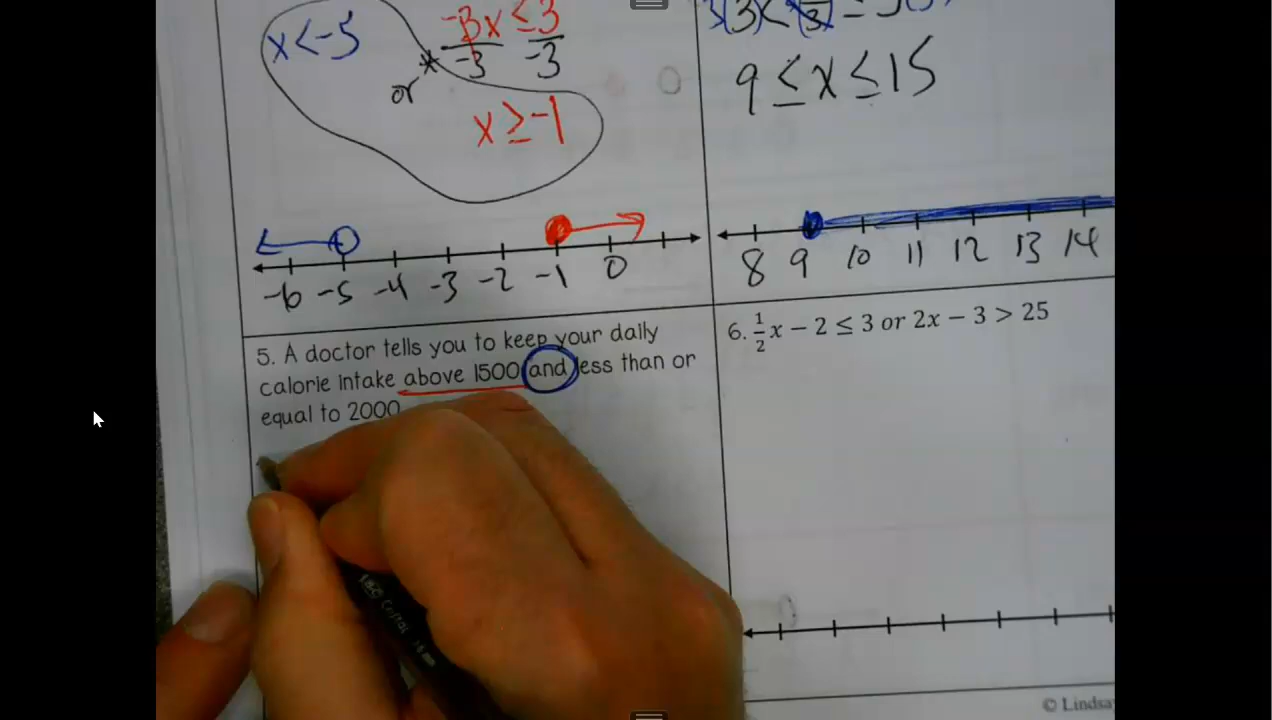 x < -5
-3x ≤ 3
-3 -3
* or
x ≥ -1
9 ≤ x ≤ 15
-6 -5 -4 -3 -2 -1 0
8 9 10 11 12 13 14
5. A doctor tells you to keep your daily
calorie intake above 1500 and less than or
equal to 2000
6. 1/2 x − 2 ≤ 3 or 2x − 3 > 25